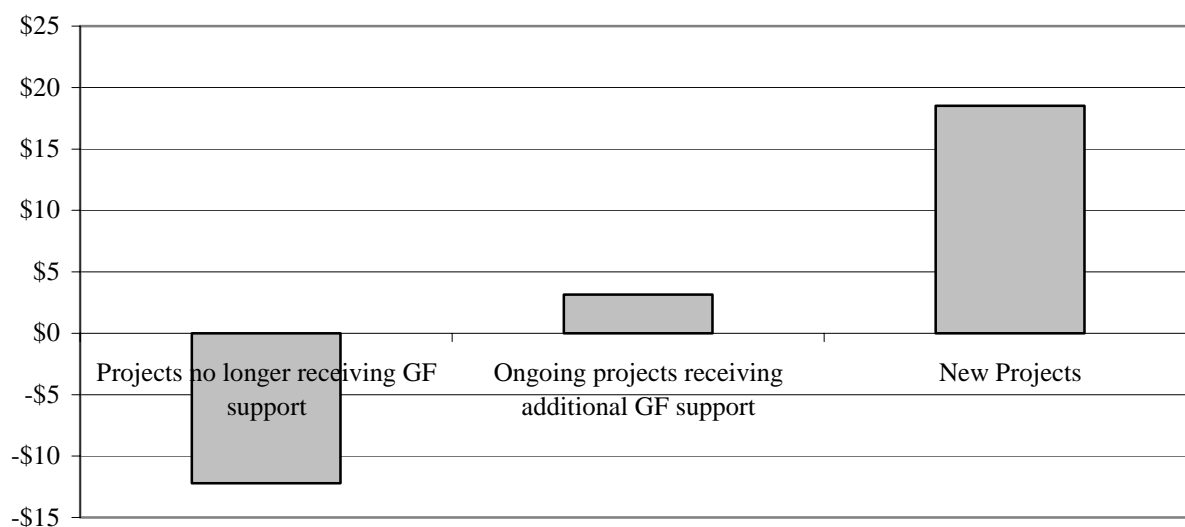 $25
$20
$15
$10
$5
$0
Projects no longer receiving GF
support
Ongoing projects receiving
additional GF support
New Projects
-$5
-$10
-$15